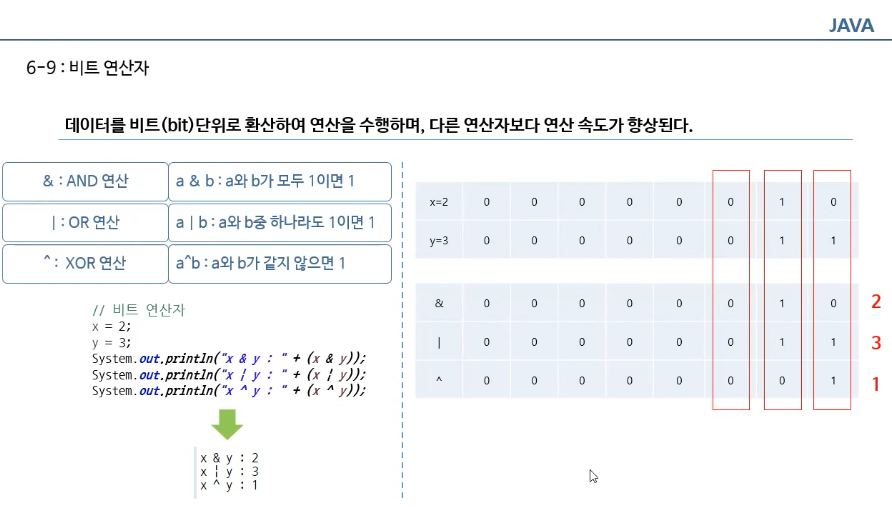 JAVA
6-9 : 비트 연산자
데이터를 비트(bit)단위로 환산하여 연산을 수행하며, 다른 연산자보다 연산 속도가 향상된다.
& : AND 연산 a & b : a와 b가 모두 1이면 1
| : OR 연산 a | b : a와 b중 하나라도 1이면 1
^ : XOR 연산 a^b : a와 b가 같지 않으면 1
// 비트 연산자
x = 2;
y = 3;
System.out.println("x & y : " + (x & y));
System.out.println("x | y : " + (x | y));
System.out.println("x ^ y : " + (x ^ y));
x & y : 2
x | y : 3
x ^ y : 1
x=2 0 0 0 0 0 0 1 0
y=3 0 0 0 0 0 0 1 1
& 0 0 0 0 0 0 1 0 2
| 0 0 0 0 0 0 1 1 3
^ 0 0 0 0 0 0 0 1 1